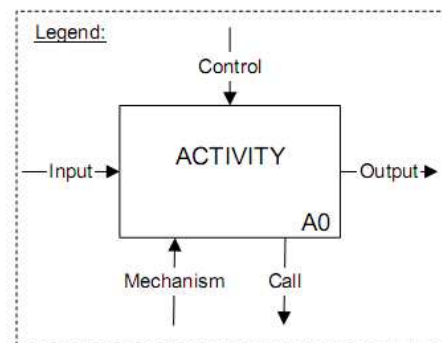 Legend:
Control
ACTIVITY
Input
Output
A0
Mechanism
Call